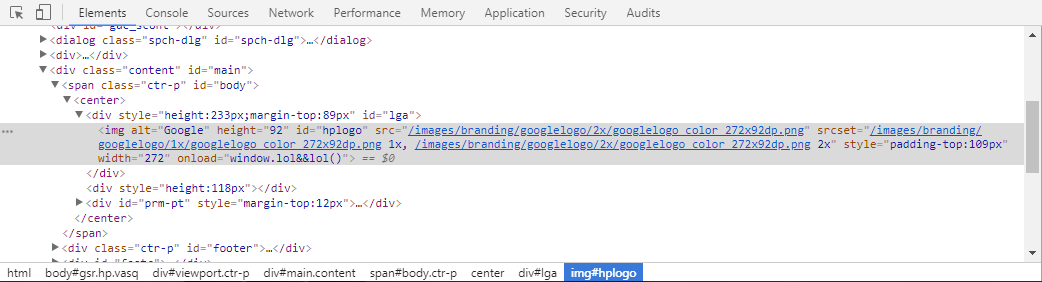 Elements Console Sources Network Performance Memory Application Security Audits
<div id="gac_scont"></div>
▶<dialog class="spch-dlg" id="spch-dlg">…</dialog>
▶<div>…</div>
▼<div class="content" id="main">
▼<span class="ctr-p" id="body">
▼<center>
▼<div style="height:233px;margin-top:89px" id="lga">
… <img alt="Google" height="92" id="hplogo" src="/images/branding/googlelogo/2x/googlelogo_color_272x92dp.png" srcset="/images/branding/
googlelogo/1x/googlelogo_color_272x92dp.png 1x, /images/branding/googlelogo/2x/googlelogo_color_272x92dp.png 2x" style="padding-top:109px"
width="272" onload="window.lol&&lol()"> == $0
</div>
<div style="height:118px"></div>
▶<div id="prm-pt" style="margin-top:12px">…</div>
</center>
</span>
▶<div class="ctr-p" id="footer">…</div>
html body#gsr.hp.vasq div#viewport.ctr-p div#main.content span#body.ctr-p center div#lga img#hplogo